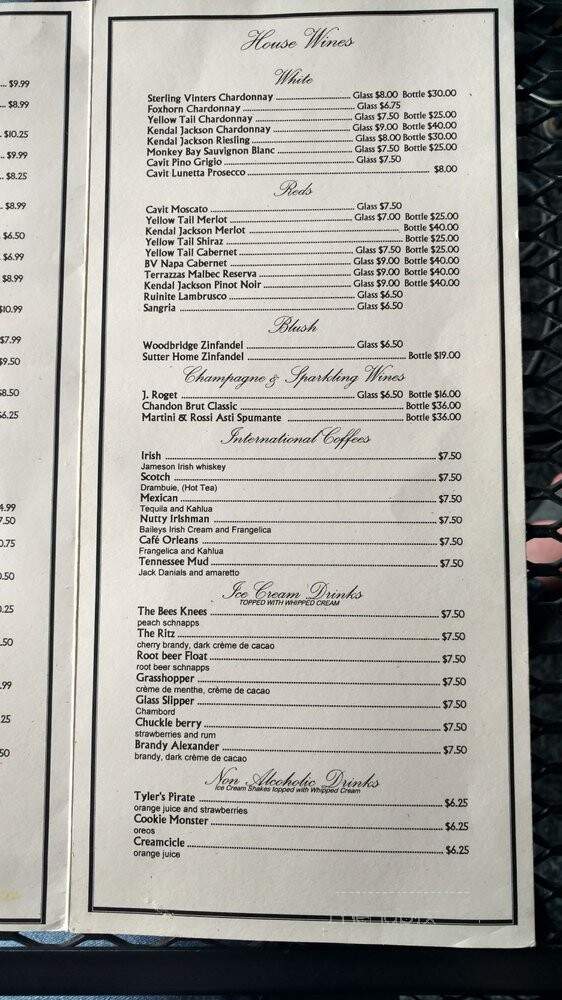 ... $9.99
... $8.99
. $10.25
... $9.99
.. $8.25
... $8.99
. $6.50
.. $6.99
$8.99
$10.99
$7.99
$9.50
$8.50
$6.25
4.99
7.50
0.75
0.50
0.25
.50
.99
.25
50
House Wines
White
Sterling Vinters Chardonnay Glass $8.00 Bottle $30.00
Foxhorn Chardonnay Glass $6.75
Yellow Tail Chardonnay Glass $7.50 Bottle $25.00
Kendal Jackson Chardonnay Glass $9.00 Bottle $40.00
Kendal Jackson Riesling Glass $8.00 Bottle $30.00
Monkey Bay Sauvignon Blanc Glass $7.50 Bottle $25.00
Cavit Pino Grigio Glass $7.50
Cavit Lunetta Prosecco $8.00
Reds
Cavit Moscato Glass $7.50
Yellow Tail Merlot Glass $7.00 Bottle $25.00
Kendal Jackson Merlot Bottle $40.00
Yellow Tail Shiraz Bottle $25.00
Yellow Tail Cabernet Glass $7.50 Bottle $25.00
BV Napa Cabernet Glass $9.00 Bottle $40.00
Terrazzas Malbec Reserva Glass $9.00 Bottle $40.00
Kendal Jackson Pinot Noir Glass $9.00 Bottle $40.00
Ruinite Lambrusco Glass $6.50
Sangria Glass $6.50
Blush
Woodbridge Zinfandel Glass $6.50
Sutter Home Zinfandel Bottle $19.00
Champagne & Sparkling Wines
J. Roget Glass $6.50 Bottle $16.00
Chandon Brut Classic Bottle $36.00
Martini & Rossi Asti Spumante Bottle $36.00
International Coffees
Irish $7.50
Jameson Irish whiskey
Scotch $7.50
Drambuie, (Hot Tea)
Mexican $7.50
Tequila and Kahlua
Nutty Irishman $7.50
Baileys Irish Cream and Frangelica
Café Orleans $7.50
Frangelica and Kahlua
Tennessee Mud $7.50
Jack Danials and amaretto
Ice Cream Drinks
TOPPED WITH WHIPPED CREAM
The Bees Knees $7.50
peach schnapps
The Ritz $7.50
cherry brandy, dark crème de cacao
Root beer Float $7.50
root beer schnapps
Grasshopper $7.50
crème de menthe, crème de cacao
Glass Slipper $7.50
Chambord
Chuckle berry $7.50
strawberries and rum
Brandy Alexander $7.50
brandy, dark crème de cacao
Non Alcoholic Drinks
Ice Cream Shakes topped with Whipped Cream
Tyler's Pirate $6.25
orange juice and strawberries
Cookie Monster $6.25
oreos
Creamcicle $6.25
orange juice